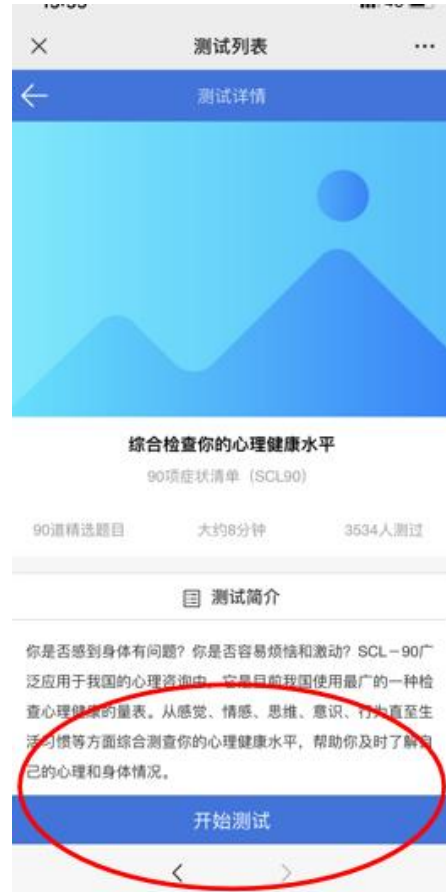 测试列表
测试详情
综合检查你的心理健康水平
90项症状清单（SCL90）
90道精选题目 大约8分钟 3534人测过
测试简介
你是否感到身体有问题？你是否容易烦恼和激动？SCL－90广
泛应用于我国的心理咨询中，它是目前我国使用最广的一种检
查心理健康的量表。从感觉、情感、思维、意识、行为直至生
活习惯等方面综合测查你的心理健康水平，帮助你及时了解自
己的心理和身体情况。
开始测试